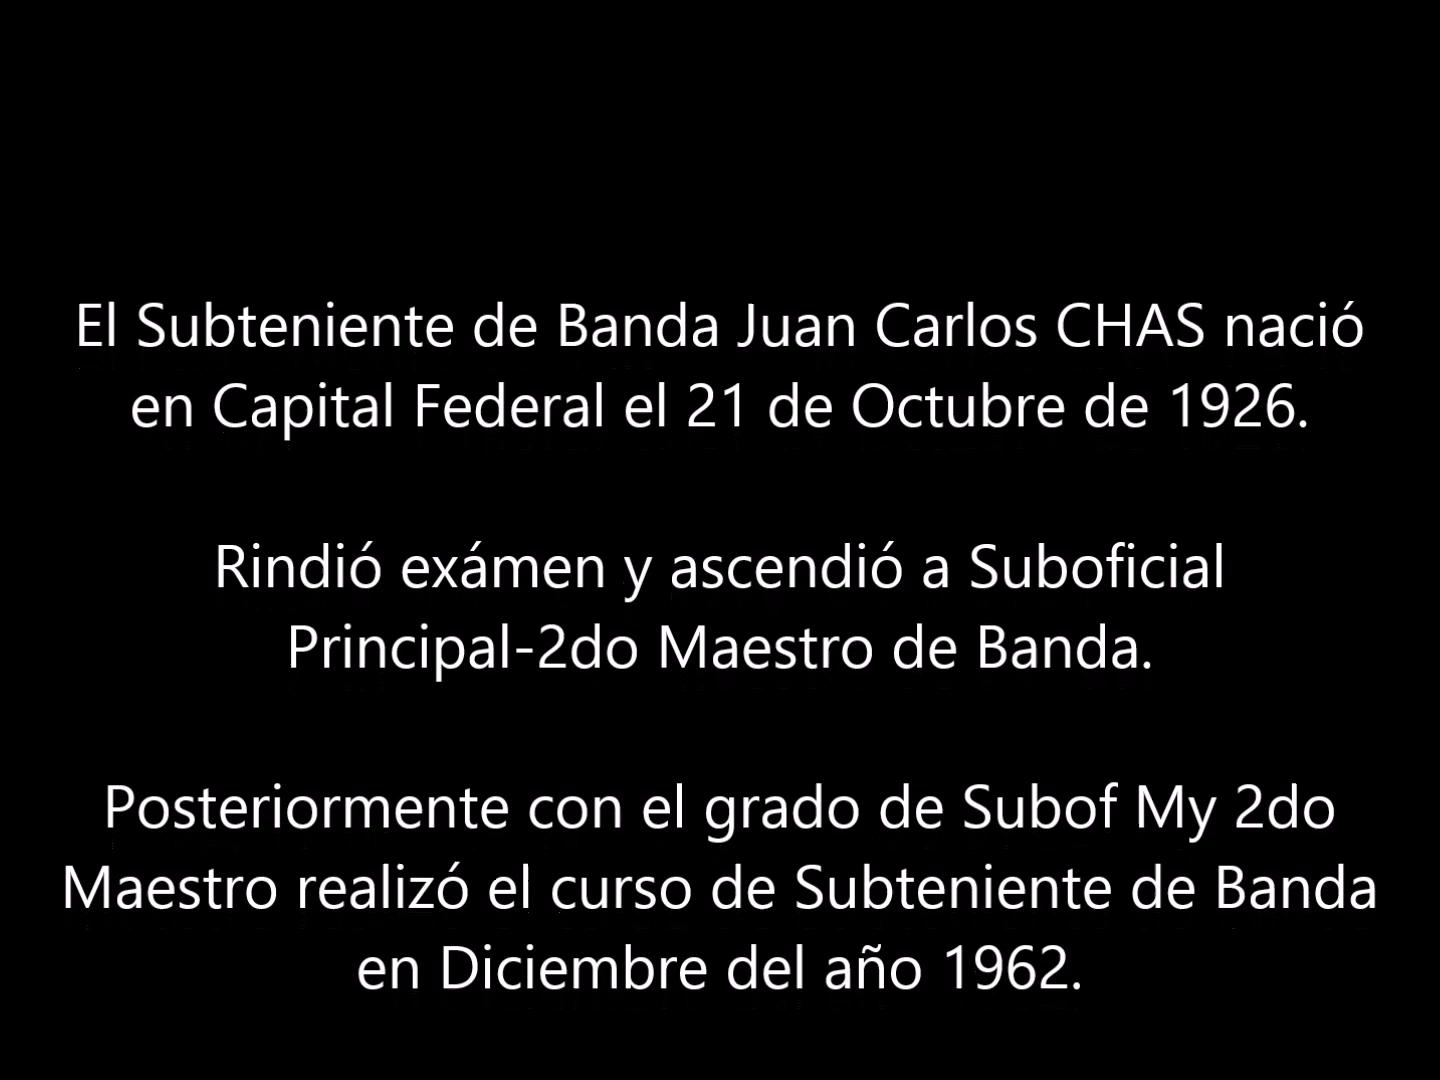 El Subteniente de Banda Juan Carlos CHAS nació
en Capital Federal el 21 de Octubre de 1926.
Rindió exámen y ascendió a Suboficial
Principal-2do Maestro de Banda.
Posteriormente con el grado de Subof My 2do
Maestro realizó el curso de Subteniente de Banda
en Diciembre del año 1962.